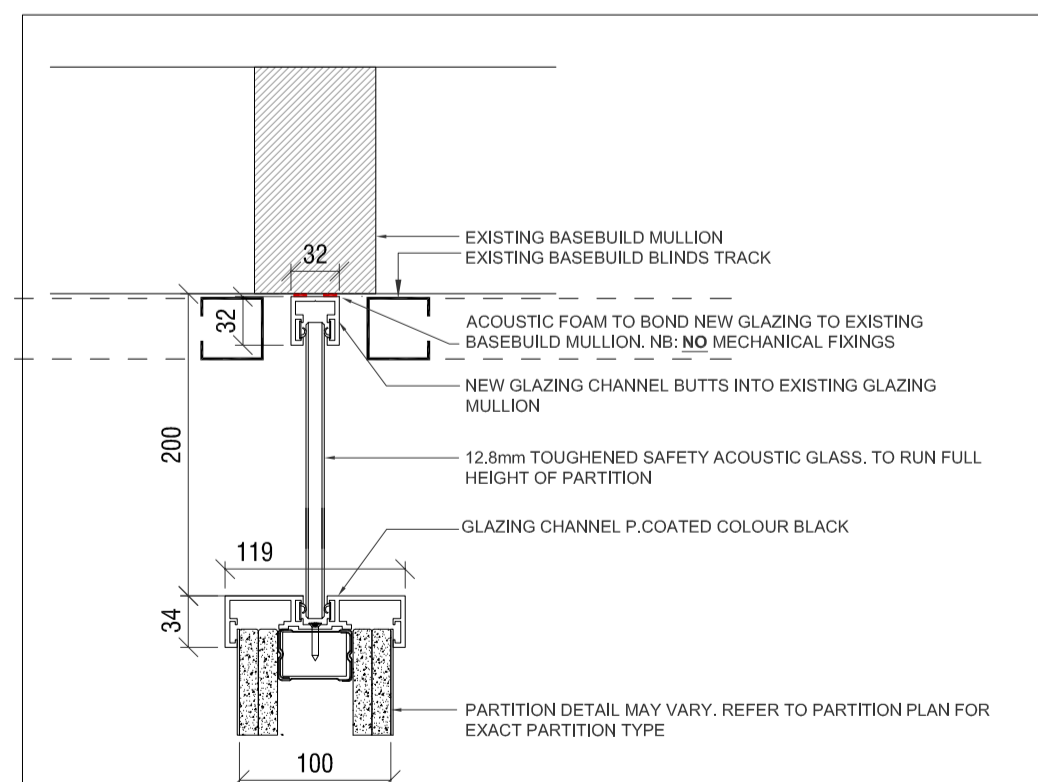 EXISTING BASEBUILD MULLION
32
EXISTING BASEBUILD BLINDS TRACK
32
ACOUSTIC FOAM TO BOND NEW GLAZING TO EXISTING
BASEBUILD MULLION. NB: NO MECHANICAL FIXINGS
NEW GLAZING CHANNEL BUTTS INTO EXISTING GLAZING
MULLION
200
12.8mm TOUGHENED SAFETY ACOUSTIC GLASS. TO RUN FULL
HEIGHT OF PARTITION
GLAZING CHANNEL P.COATED COLOUR BLACK
119
34
PARTITION DETAIL MAY VARY. REFER TO PARTITION PLAN FOR
EXACT PARTITION TYPE
100